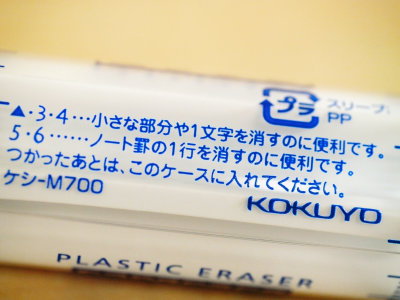 プラ
スリーブ:
PP
▲・3・4…小さな部分や1文字を消すのに便利です。
5・6……ノート罫の1行を消すのに便利です。
つかったあとは、このケースに入れてください。
ケシ-M700
KOKUYO
PLASTIC ERASER